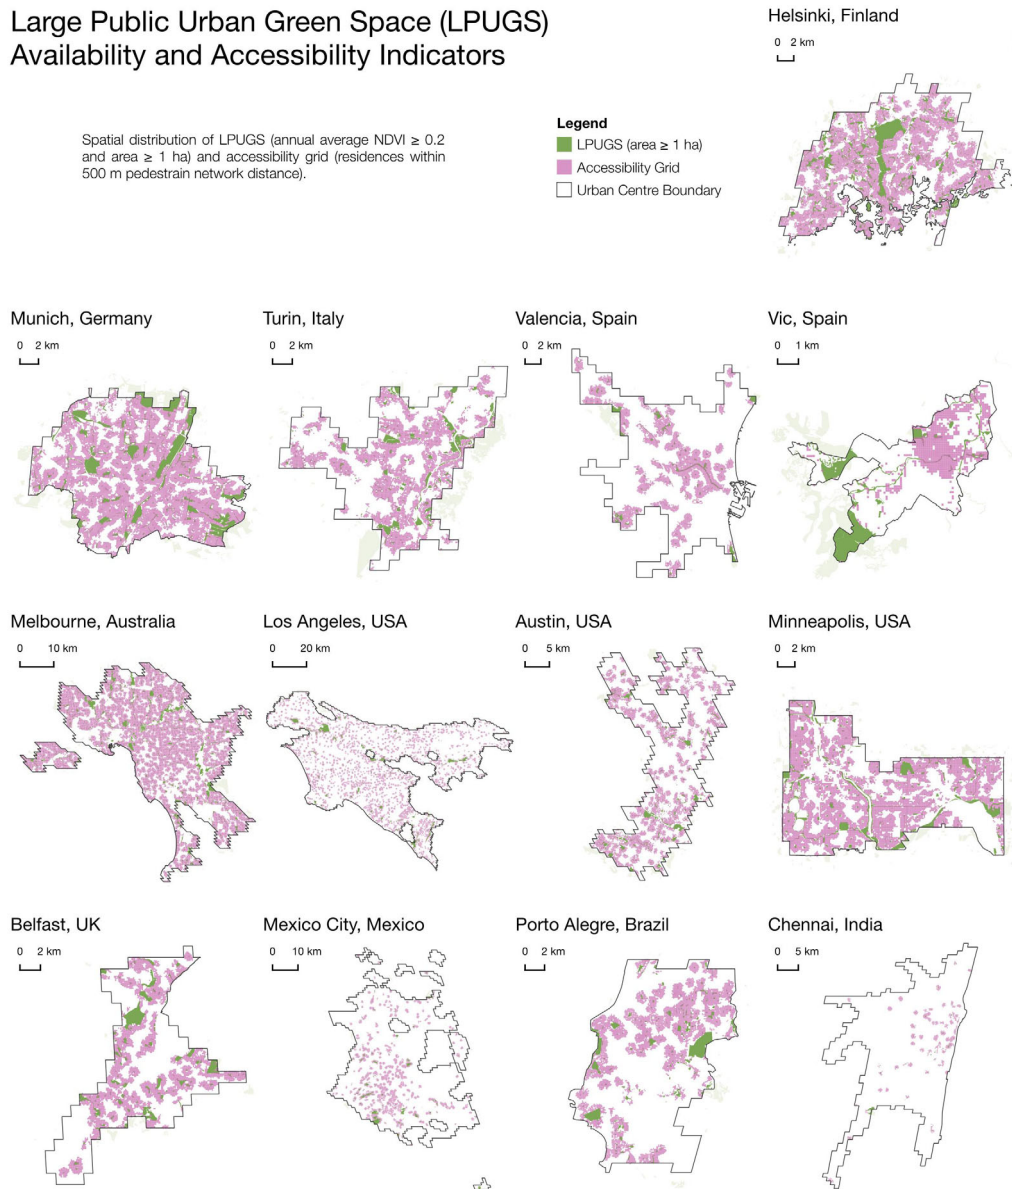 Large Public Urban Green Space (LPUGS)
Availability and Accessibility Indicators
Spatial distribution of LPUGS (annual average NDVI ≥ 0.2
and area ≥ 1 ha) and accessibility grid (residences within
500 m pedestrain network distance).
Legend
LPUGS (area ≥ 1 ha)
Accessibility Grid
Urban Centre Boundary
Helsinki, Finland
0 2 km
Munich, Germany
0 2 km
Turin, Italy
0 2 km
Valencia, Spain
0 2 km
Vic, Spain
0 1 km
Melbourne, Australia
0 10 km
Los Angeles, USA
0 20 km
Austin, USA
0 5 km
Minneapolis, USA
0 2 km
Belfast, UK
0 2 km
Mexico City, Mexico
0 10 km
Porto Alegre, Brazil
0 2 km
Chennai, India
0 5 km